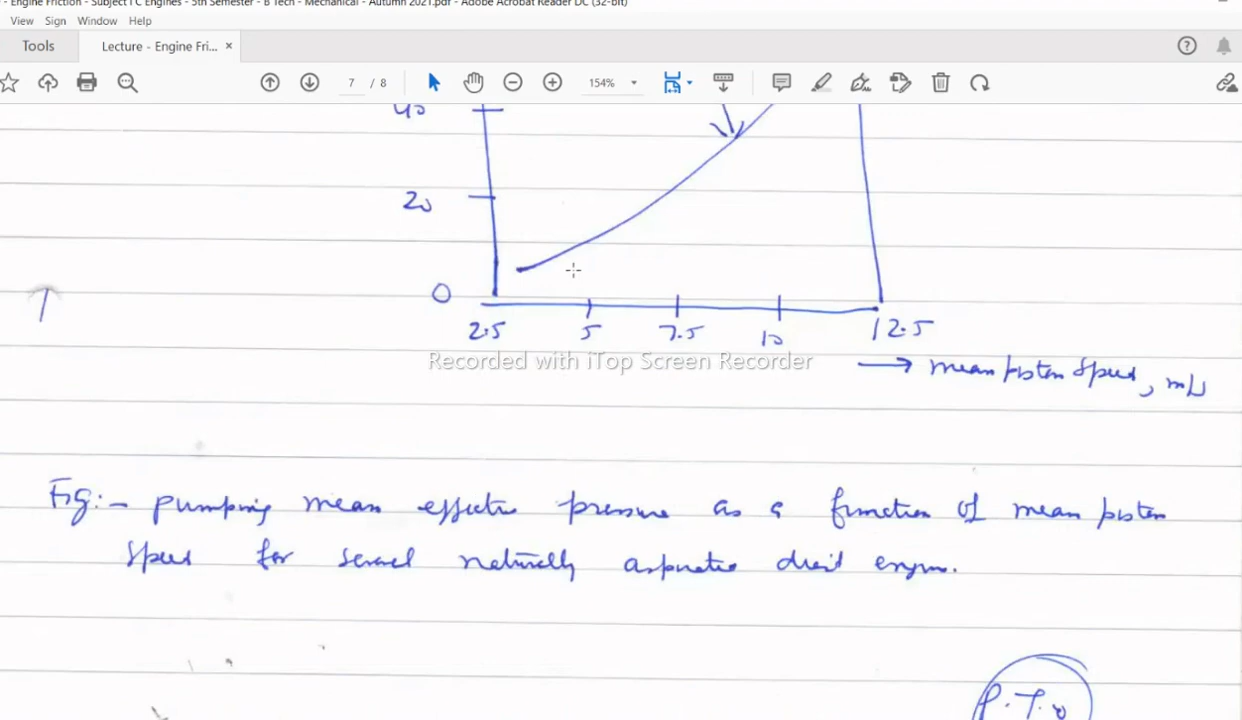 - Engine Friction - Subject I C Engines - 5th Semester - B Tech - Mechanical - Autumn 2021.pdf - Adobe Acrobat Reader DC (32-bit)
View Sign Window Help
Tools Lecture - Engine Fri... ×
7 / 8 154%
40
20
0
2.5 5 7.5 10 12.5
Recorded with iTop Screen Recorder
→ mean piston speed,
Fig:- pumping mean effective pressure as a function of mean piston
speed for several naturally aspirated engine.
P.T.O